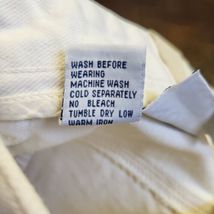 WASH BEFORE
WEARING
MACHINE WASH
COLD SEPARATELY
NO BLEACH
TUMBLE DRY LOW
WARM IRON